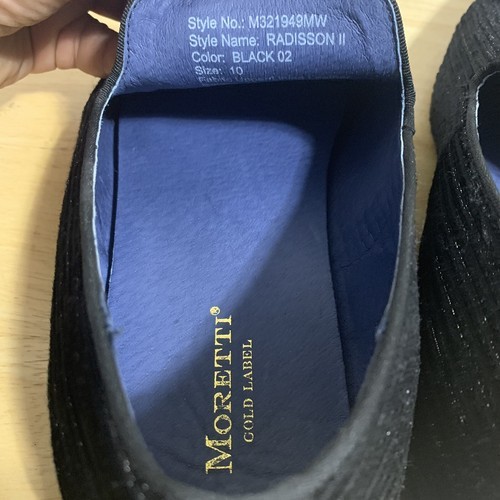 Style No.: M321949MW
Style Name: RADISSON II
Color: BLACK 02
Size: 10
MORETTI®
GOLD LABEL